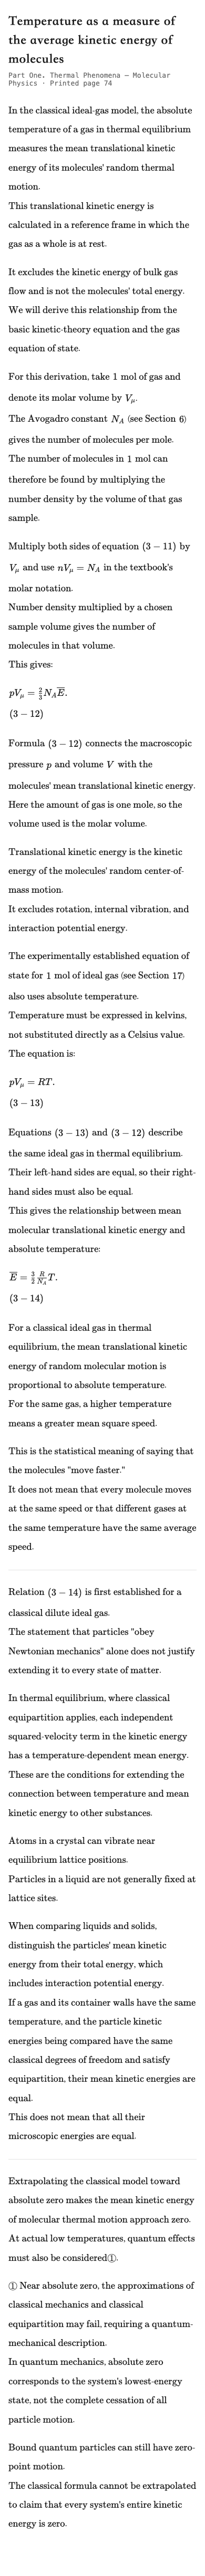 Temperature as a measure of
the average kinetic energy of
molecules
Part One. Thermal Phenomena — Molecular
Physics · Printed page 74
In the classical ideal-gas model, the absolute
temperature of a gas in thermal equilibrium
measures the mean translational kinetic
energy of its molecules' random thermal
motion.
This translational kinetic energy is
calculated in a reference frame in which the
gas as a whole is at rest.
It excludes the kinetic energy of bulk gas
flow and is not the molecules' total energy.
We will derive this relationship from the
basic kinetic-theory equation and the gas
equation of state.
For this derivation, take 1 mol of gas and
denote its molar volume by V_μ.
The Avogadro constant N_A (see Section 6)
gives the number of molecules per mole.
The number of molecules in 1 mol can
therefore be found by multiplying the
number density by the volume of that gas
sample.
Multiply both sides of equation (3 − 11) by
V_μ and use nV_μ = N_A in the textbook's
molar notation.
Number density multiplied by a chosen
sample volume gives the number of
molecules in that volume.
This gives:
pV_μ = 2/3 N_A E̅.
(3 − 12)
Formula (3 − 12) connects the macroscopic
pressure p and volume V with the
molecules' mean translational kinetic energy.
Here the amount of gas is one mole, so the
volume used is the molar volume.
Translational kinetic energy is the kinetic
energy of the molecules' random center-of-
mass motion.
It excludes rotation, internal vibration, and
interaction potential energy.
The experimentally established equation of
state for 1 mol of ideal gas (see Section 17)
also uses absolute temperature.
Temperature must be expressed in kelvins,
not substituted directly as a Celsius value.
The equation is:
pV_μ = RT.
(3 − 13)
Equations (3 − 13) and (3 − 12) describe
the same ideal gas in thermal equilibrium.
Their left-hand sides are equal, so their right-
hand sides must also be equal.
This gives the relationship between mean
molecular translational kinetic energy and
absolute temperature:
E̅ = 3/2 R/N_A T.
(3 − 14)
For a classical ideal gas in thermal
equilibrium, the mean translational kinetic
energy of random molecular motion is
proportional to absolute temperature.
For the same gas, a higher temperature
means a greater mean square speed.
This is the statistical meaning of saying that
the molecules "move faster."
It does not mean that every molecule moves
at the same speed or that different gases at
the same temperature have the same average
speed.
Relation (3 − 14) is first established for a
classical dilute ideal gas.
The statement that particles "obey
Newtonian mechanics" alone does not justify
extending it to every state of matter.
In thermal equilibrium, where classical
equipartition applies, each independent
squared-velocity term in the kinetic energy
has a temperature-dependent mean energy.
These are the conditions for extending the
connection between temperature and mean
kinetic energy to other substances.
Atoms in a crystal can vibrate near
equilibrium lattice positions.
Particles in a liquid are not generally fixed at
lattice sites.
When comparing liquids and solids,
distinguish the particles' mean kinetic
energy from their total energy, which
includes interaction potential energy.
If a gas and its container walls have the same
temperature, and the particle kinetic
energies being compared have the same
classical degrees of freedom and satisfy
equipartition, their mean kinetic energies are
equal.
This does not mean that all their
microscopic energies are equal.
Extrapolating the classical model toward
absolute zero makes the mean kinetic energy
of molecular thermal motion approach zero.
At actual low temperatures, quantum effects
must also be considered①.
① Near absolute zero, the approximations of
classical mechanics and classical
equipartition may fail, requiring a quantum-
mechanical description.
In quantum mechanics, absolute zero
corresponds to the system's lowest-energy
state, not the complete cessation of all
particle motion.
Bound quantum particles can still have zero-
point motion.
The classical formula cannot be extrapolated
to claim that every system's entire kinetic
energy is zero.